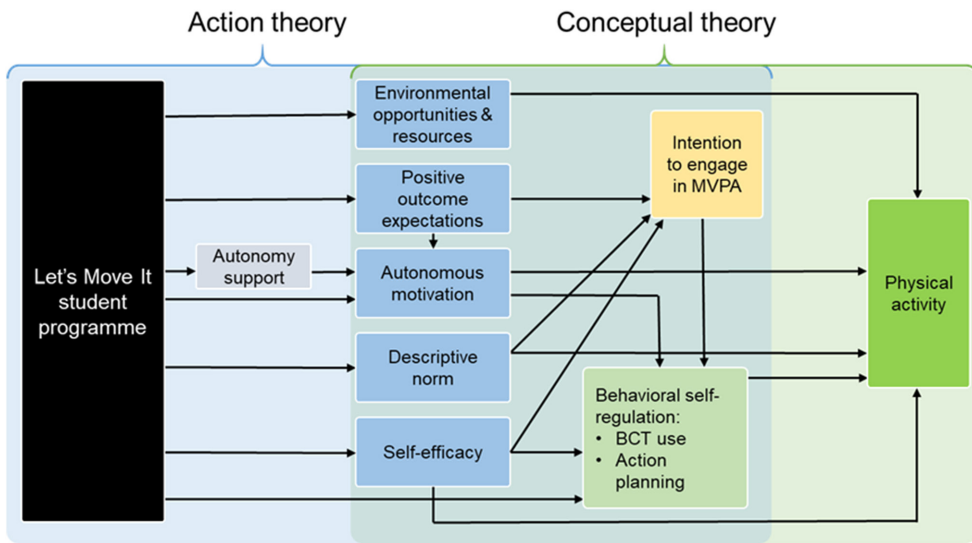 Action theory
Conceptual theory
Environmental
opportunities &
resources
Intention
to engage
in MVPA
Positive
outcome
expectations
Let's Move It
student
programme
Autonomy
support
Autonomous
motivation
Physical
activity
Descriptive
norm
Behavioral self-
regulation:
• BCT use
• Action
planning
Self-efficacy